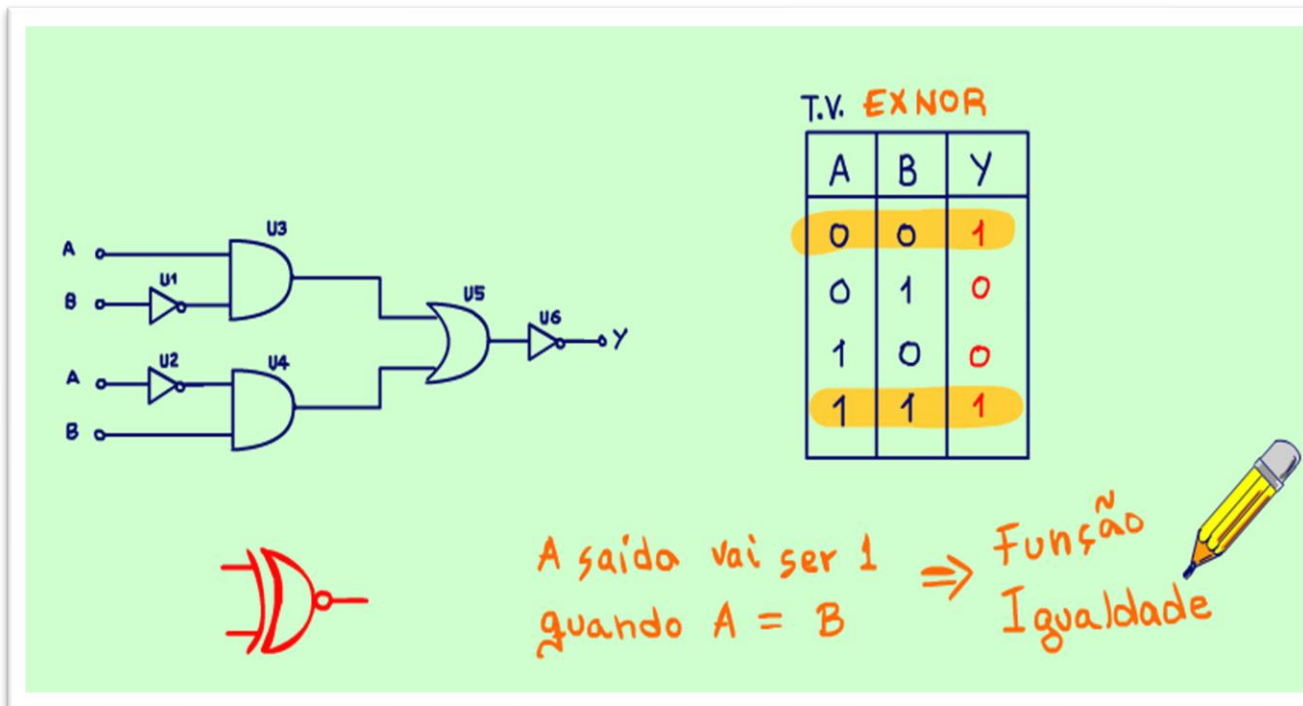 T.V. EXNOR
A B Y
0 0 1
0 1 0
1 0 0
1 1 1
U3
A
U1
B
U5
U6
Y
U2
U4
A
B
A saída vai ser 1
quando A = B
⇒ Função
Igualdade